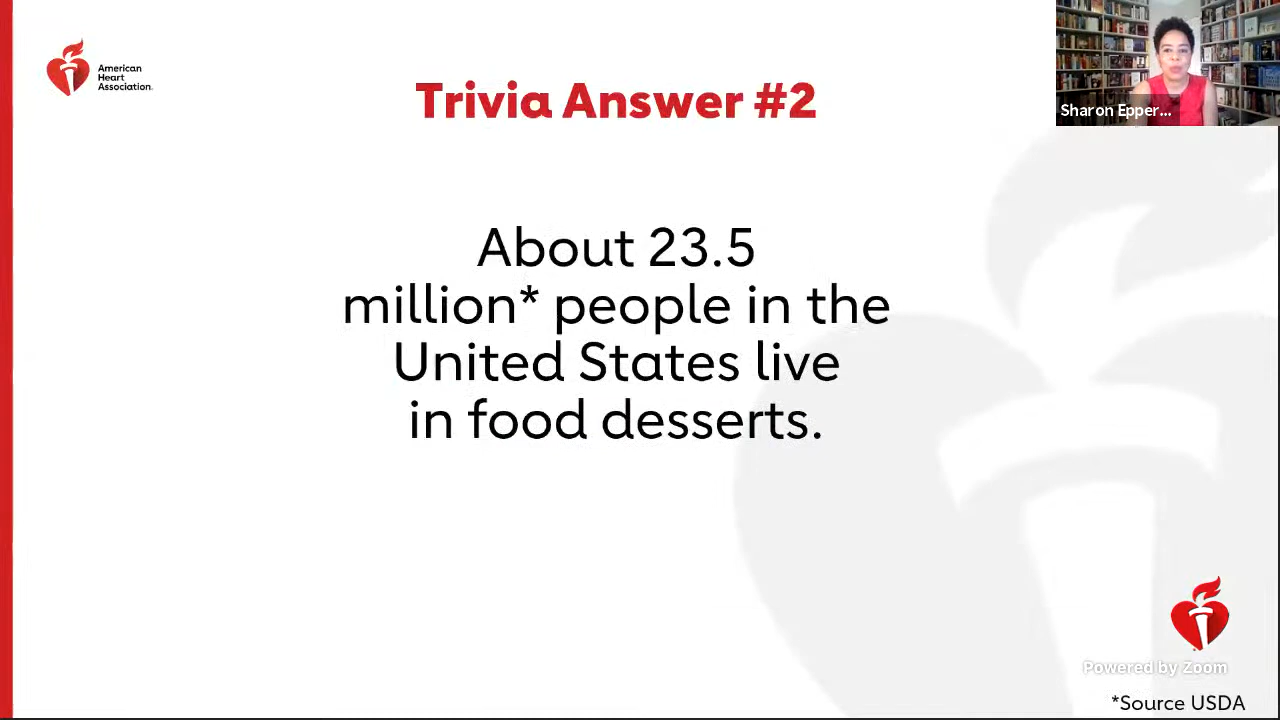 American
Heart
Association.
Trivia Answer #2
Sharon Epper...
About 23.5
million* people in the
United States live
in food desserts.
Powered by Zoom
*Source USDA